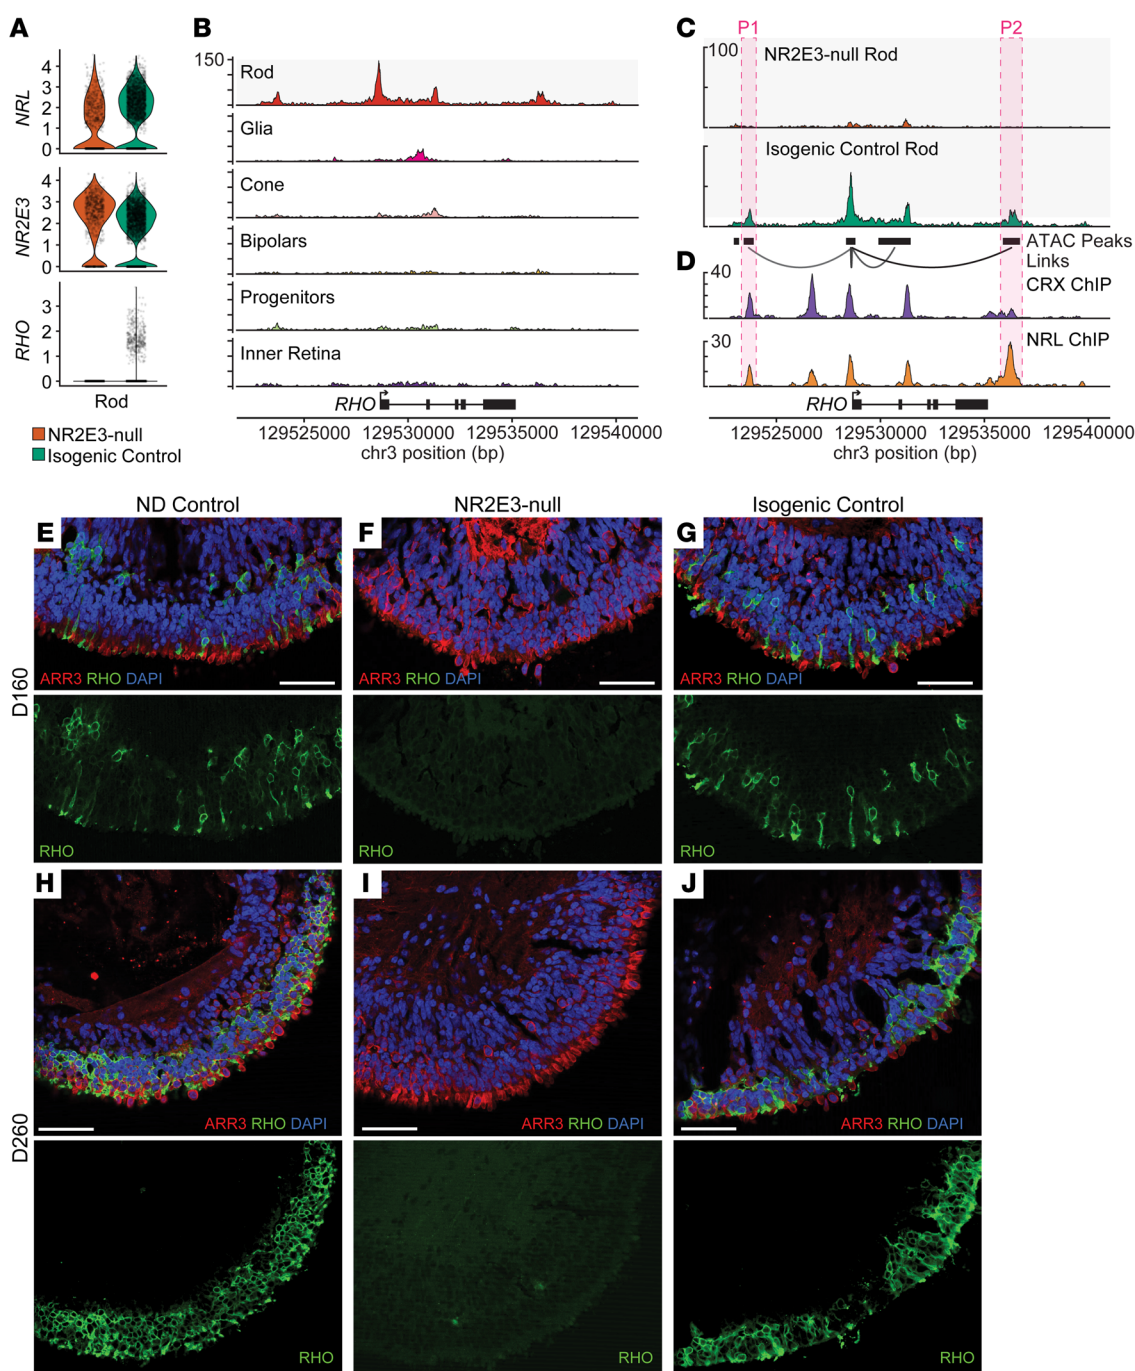 A
NRL
4
3
2
1
0
NR2E3
4
3
2
1
0
RHO
3
2
1
0
Rod
NR2E3-null
Isogenic Control
B
150
Rod
Glia
Cone
Bipolars
Progenitors
Inner Retina
RHO
129525000 129530000 129535000 129540000
chr3 position (bp)
C
P1 P2
100
NR2E3-null Rod
Isogenic Control Rod
ATAC Peaks
Links
D
40
CRX ChIP
30
NRL ChIP
RHO
129525000 129530000 129535000 129540000
chr3 position (bp)
ND Control NR2E3-null Isogenic Control
D160
E
ARR3 RHO DAPI
F
ARR3 RHO DAPI
G
ARR3 RHO DAPI
RHO
RHO
RHO
D260
H
ARR3 RHO DAPI
I
ARR3 RHO DAPI
J
ARR3 RHO DAPI
RHO
RHO
RHO